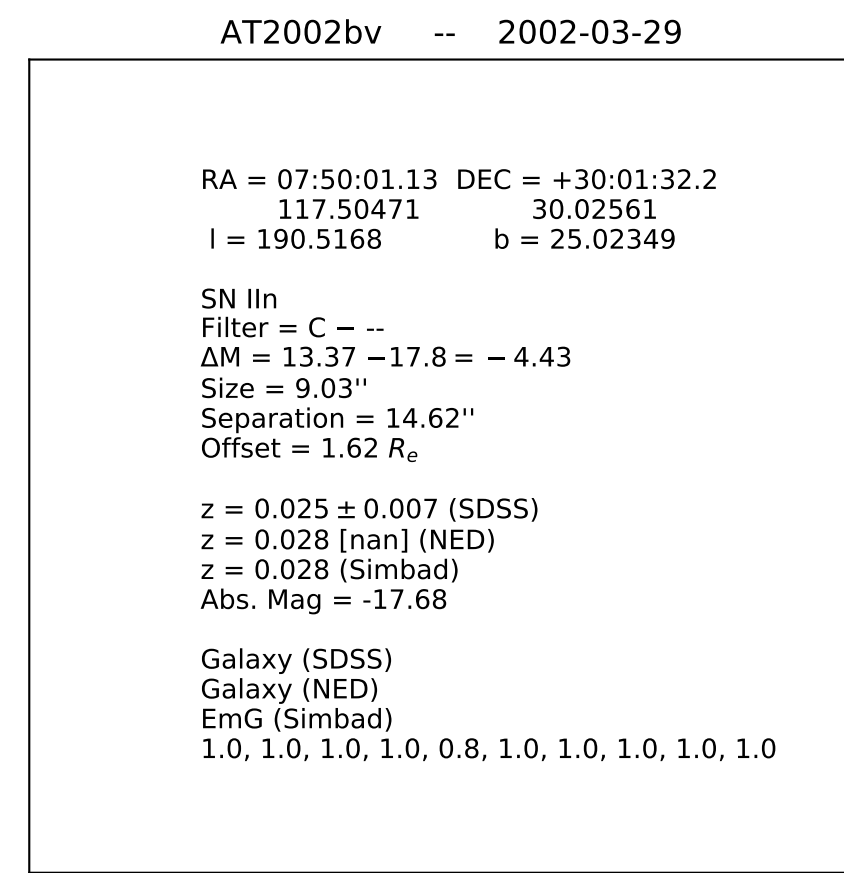 AT2002bv -- 2002-03-29
RA = 07:50:01.13 DEC = +30:01:32.2
117.50471 30.02561
l = 190.5168 b = 25.02349
SN IIn
Filter = C − --
ΔM = 13.37 −17.8 = − 4.43
Size = 9.03''
Separation = 14.62''
Offset = 1.62 Rₑ
z = 0.025 ± 0.007 (SDSS)
z = 0.028 [nan] (NED)
z = 0.028 (Simbad)
Abs. Mag = -17.68
Galaxy (SDSS)
Galaxy (NED)
EmG (Simbad)
1.0, 1.0, 1.0, 1.0, 0.8, 1.0, 1.0, 1.0, 1.0, 1.0